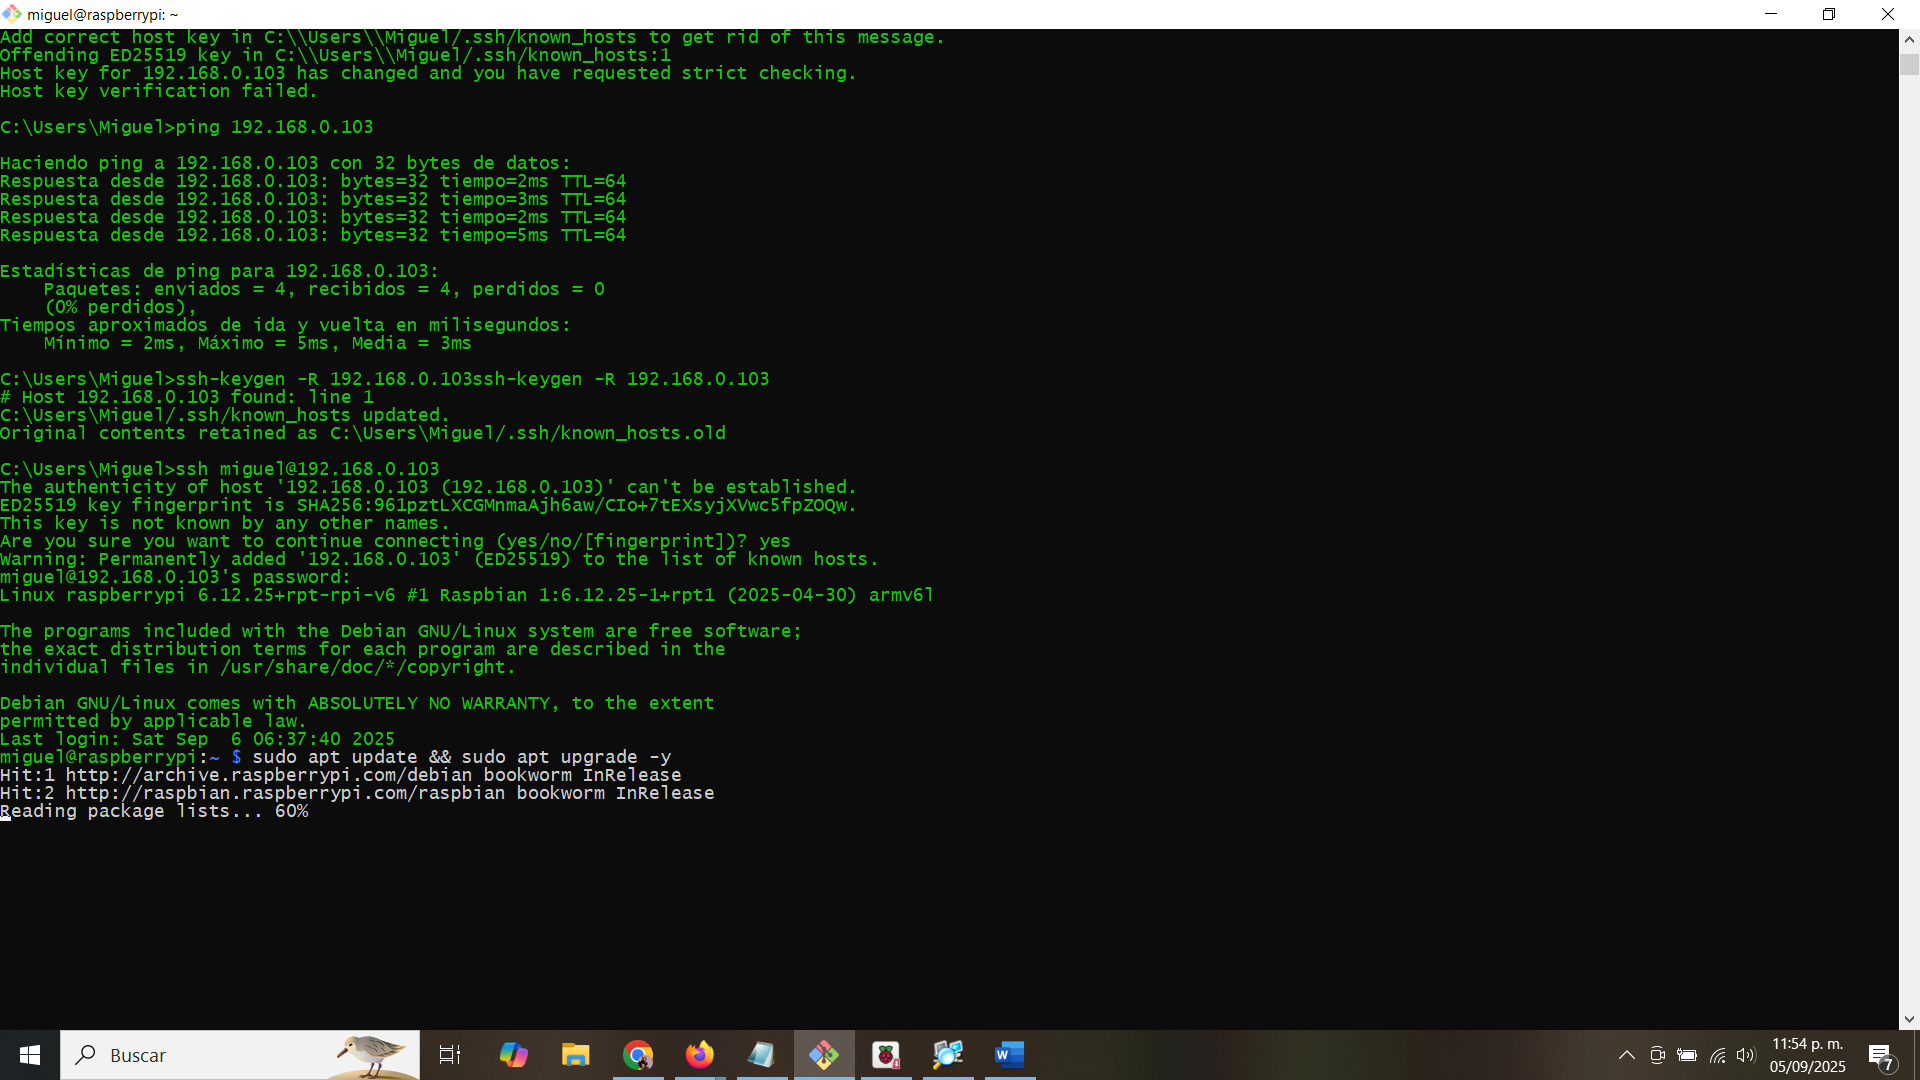 miguel@raspberrypi: ~
Add correct host key in C:\\Users\\Miguel/.ssh/known_hosts to get rid of this message.
Offending ED25519 key in C:\\Users\\Miguel/.ssh/known_hosts:1
Host key for 192.168.0.103 has changed and you have requested strict checking.
Host key verification failed.
C:\Users\Miguel>ping 192.168.0.103
Haciendo ping a 192.168.0.103 con 32 bytes de datos:
Respuesta desde 192.168.0.103: bytes=32 tiempo=2ms TTL=64
Respuesta desde 192.168.0.103: bytes=32 tiempo=3ms TTL=64
Respuesta desde 192.168.0.103: bytes=32 tiempo=2ms TTL=64
Respuesta desde 192.168.0.103: bytes=32 tiempo=5ms TTL=64
Estadísticas de ping para 192.168.0.103:
Paquetes: enviados = 4, recibidos = 4, perdidos = 0
(0% perdidos),
Tiempos aproximados de ida y vuelta en milisegundos:
Mínimo = 2ms, Máximo = 5ms, Media = 3ms
C:\Users\Miguel>ssh-keygen -R 192.168.0.103ssh-keygen -R 192.168.0.103
# Host 192.168.0.103 found: line 1
C:\Users\Miguel/.ssh/known_hosts updated.
Original contents retained as C:\Users\Miguel/.ssh/known_hosts.old
C:\Users\Miguel>ssh miguel@192.168.0.103
The authenticity of host '192.168.0.103 (192.168.0.103)' can't be established.
ED25519 key fingerprint is SHA256:961pztLXCGMnmaAjh6aw/CIo+7tEXsyjXVwc5fpZOQw.
This key is not known by any other names.
Are you sure you want to continue connecting (yes/no/[fingerprint])? yes
Warning: Permanently added '192.168.0.103' (ED25519) to the list of known hosts.
miguel@192.168.0.103's password:
Linux raspberrypi 6.12.25+rpt-rpi-v6 #1 Raspbian 1:6.12.25-1+rpt1 (2025-04-30) armv6l
The programs included with the Debian GNU/Linux system are free software;
the exact distribution terms for each program are described in the
individual files in /usr/share/doc/*/copyright.
Debian GNU/Linux comes with ABSOLUTELY NO WARRANTY, to the extent
permitted by applicable law.
Last login: Sat Sep  6 06:37:40 2025
miguel@raspberrypi:~ $ sudo apt update && sudo apt upgrade -y
Hit:1 http://archive.raspberrypi.com/debian bookworm InRelease
Hit:2 http://raspbian.raspberrypi.com/raspbian bookworm InRelease
Reading package lists... 60%
Buscar
W
11:54 p. m.
05/09/2025
7